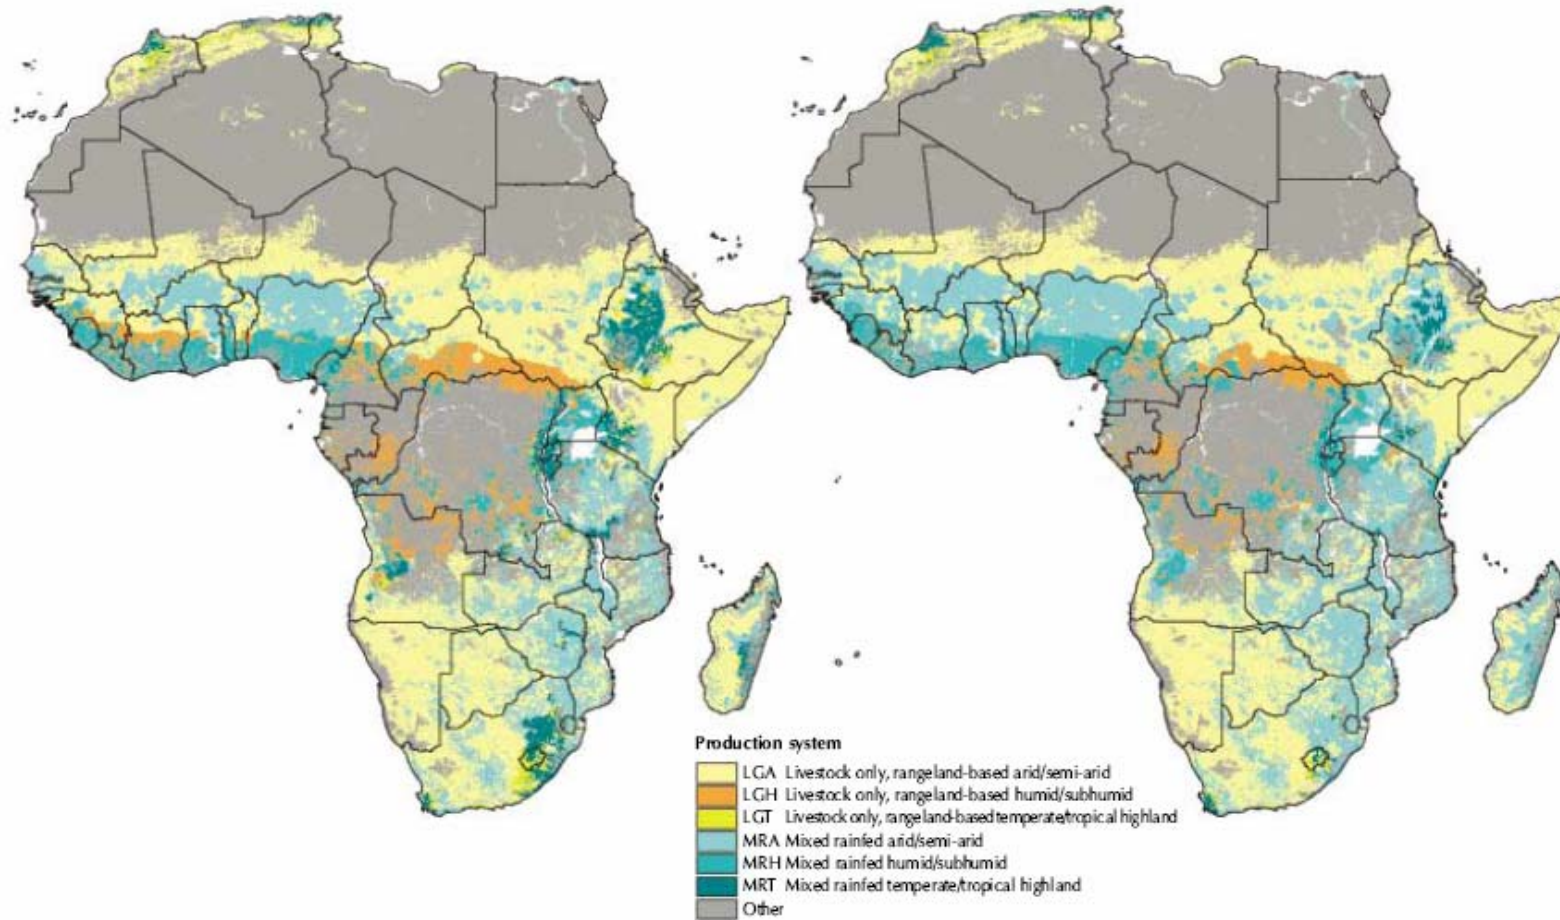 Production system
LGA Livestock only, rangeland-based arid/semi-arid
LGH Livestock only, rangeland-based humid/subhumid
LGT Livestock only, rangeland-based temperate/tropical highland
MRA Mixed rainfed arid/semi-arid
MRH Mixed rainfed humid/subhumid
MRT Mixed rainfed temperate/tropical highland
Other